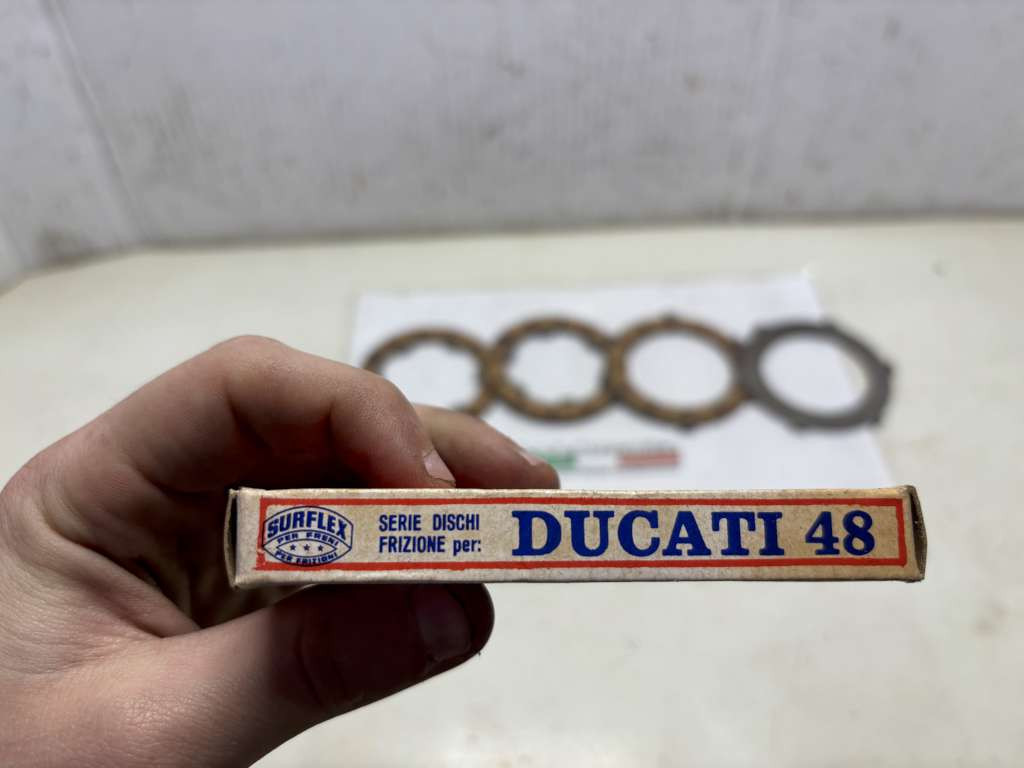 SURFLEX
PER FRENI
PER FRIZIONI
SERIE DISCHI
FRIZIONE per:
DUCATI 48